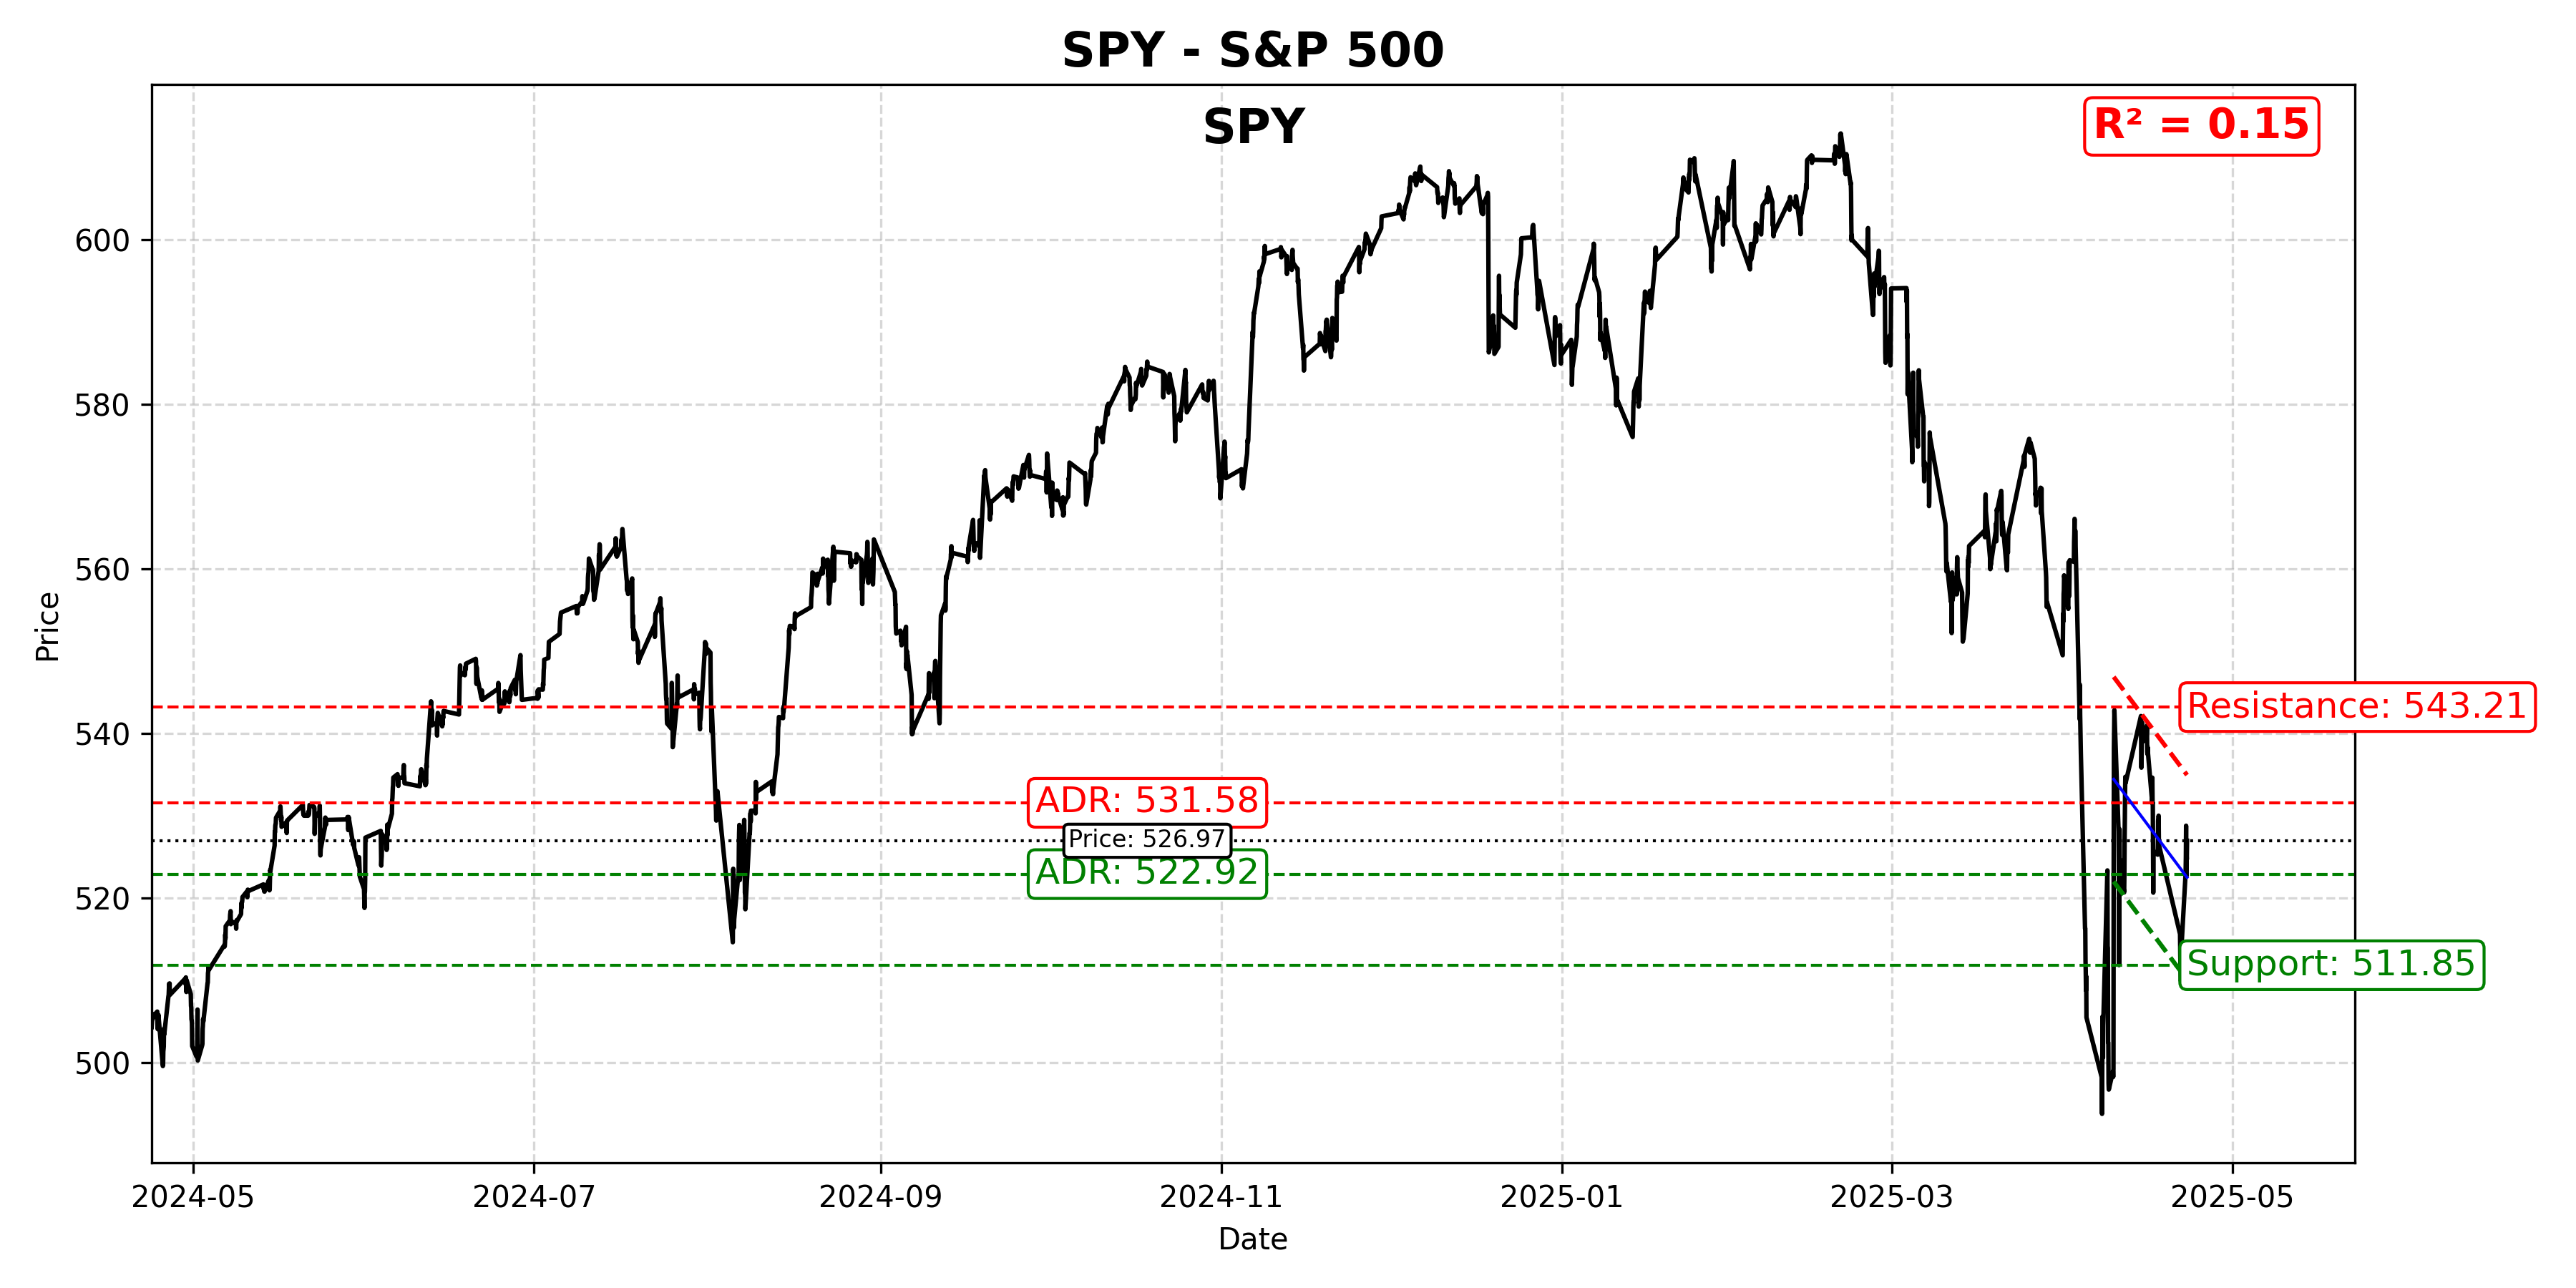 SPY - S&P 500
SPY
R² = 0.15
600
580
560
540
520
500
Price
Resistance: 543.21
ADR: 531.58
Price: 526.97
ADR: 522.92
Support: 511.85
2024-05
2024-07
2024-09
2024-11
2025-01
2025-03
2025-05
Date